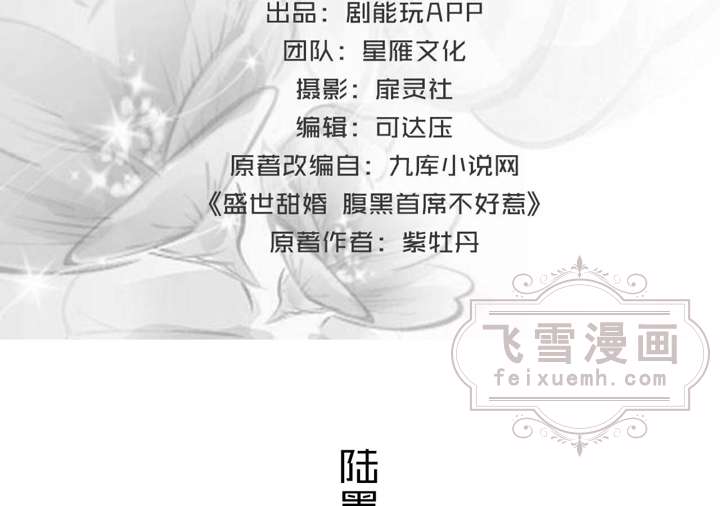 出品：剧能玩APP
团队：星雁文化
摄影：扉灵社
编辑：可达压
原著改编自：九库小说网
《盛世甜婚 腹黑首席不好惹》
原著作者：紫牡丹
飞雪漫画
feixuemh.com
陆